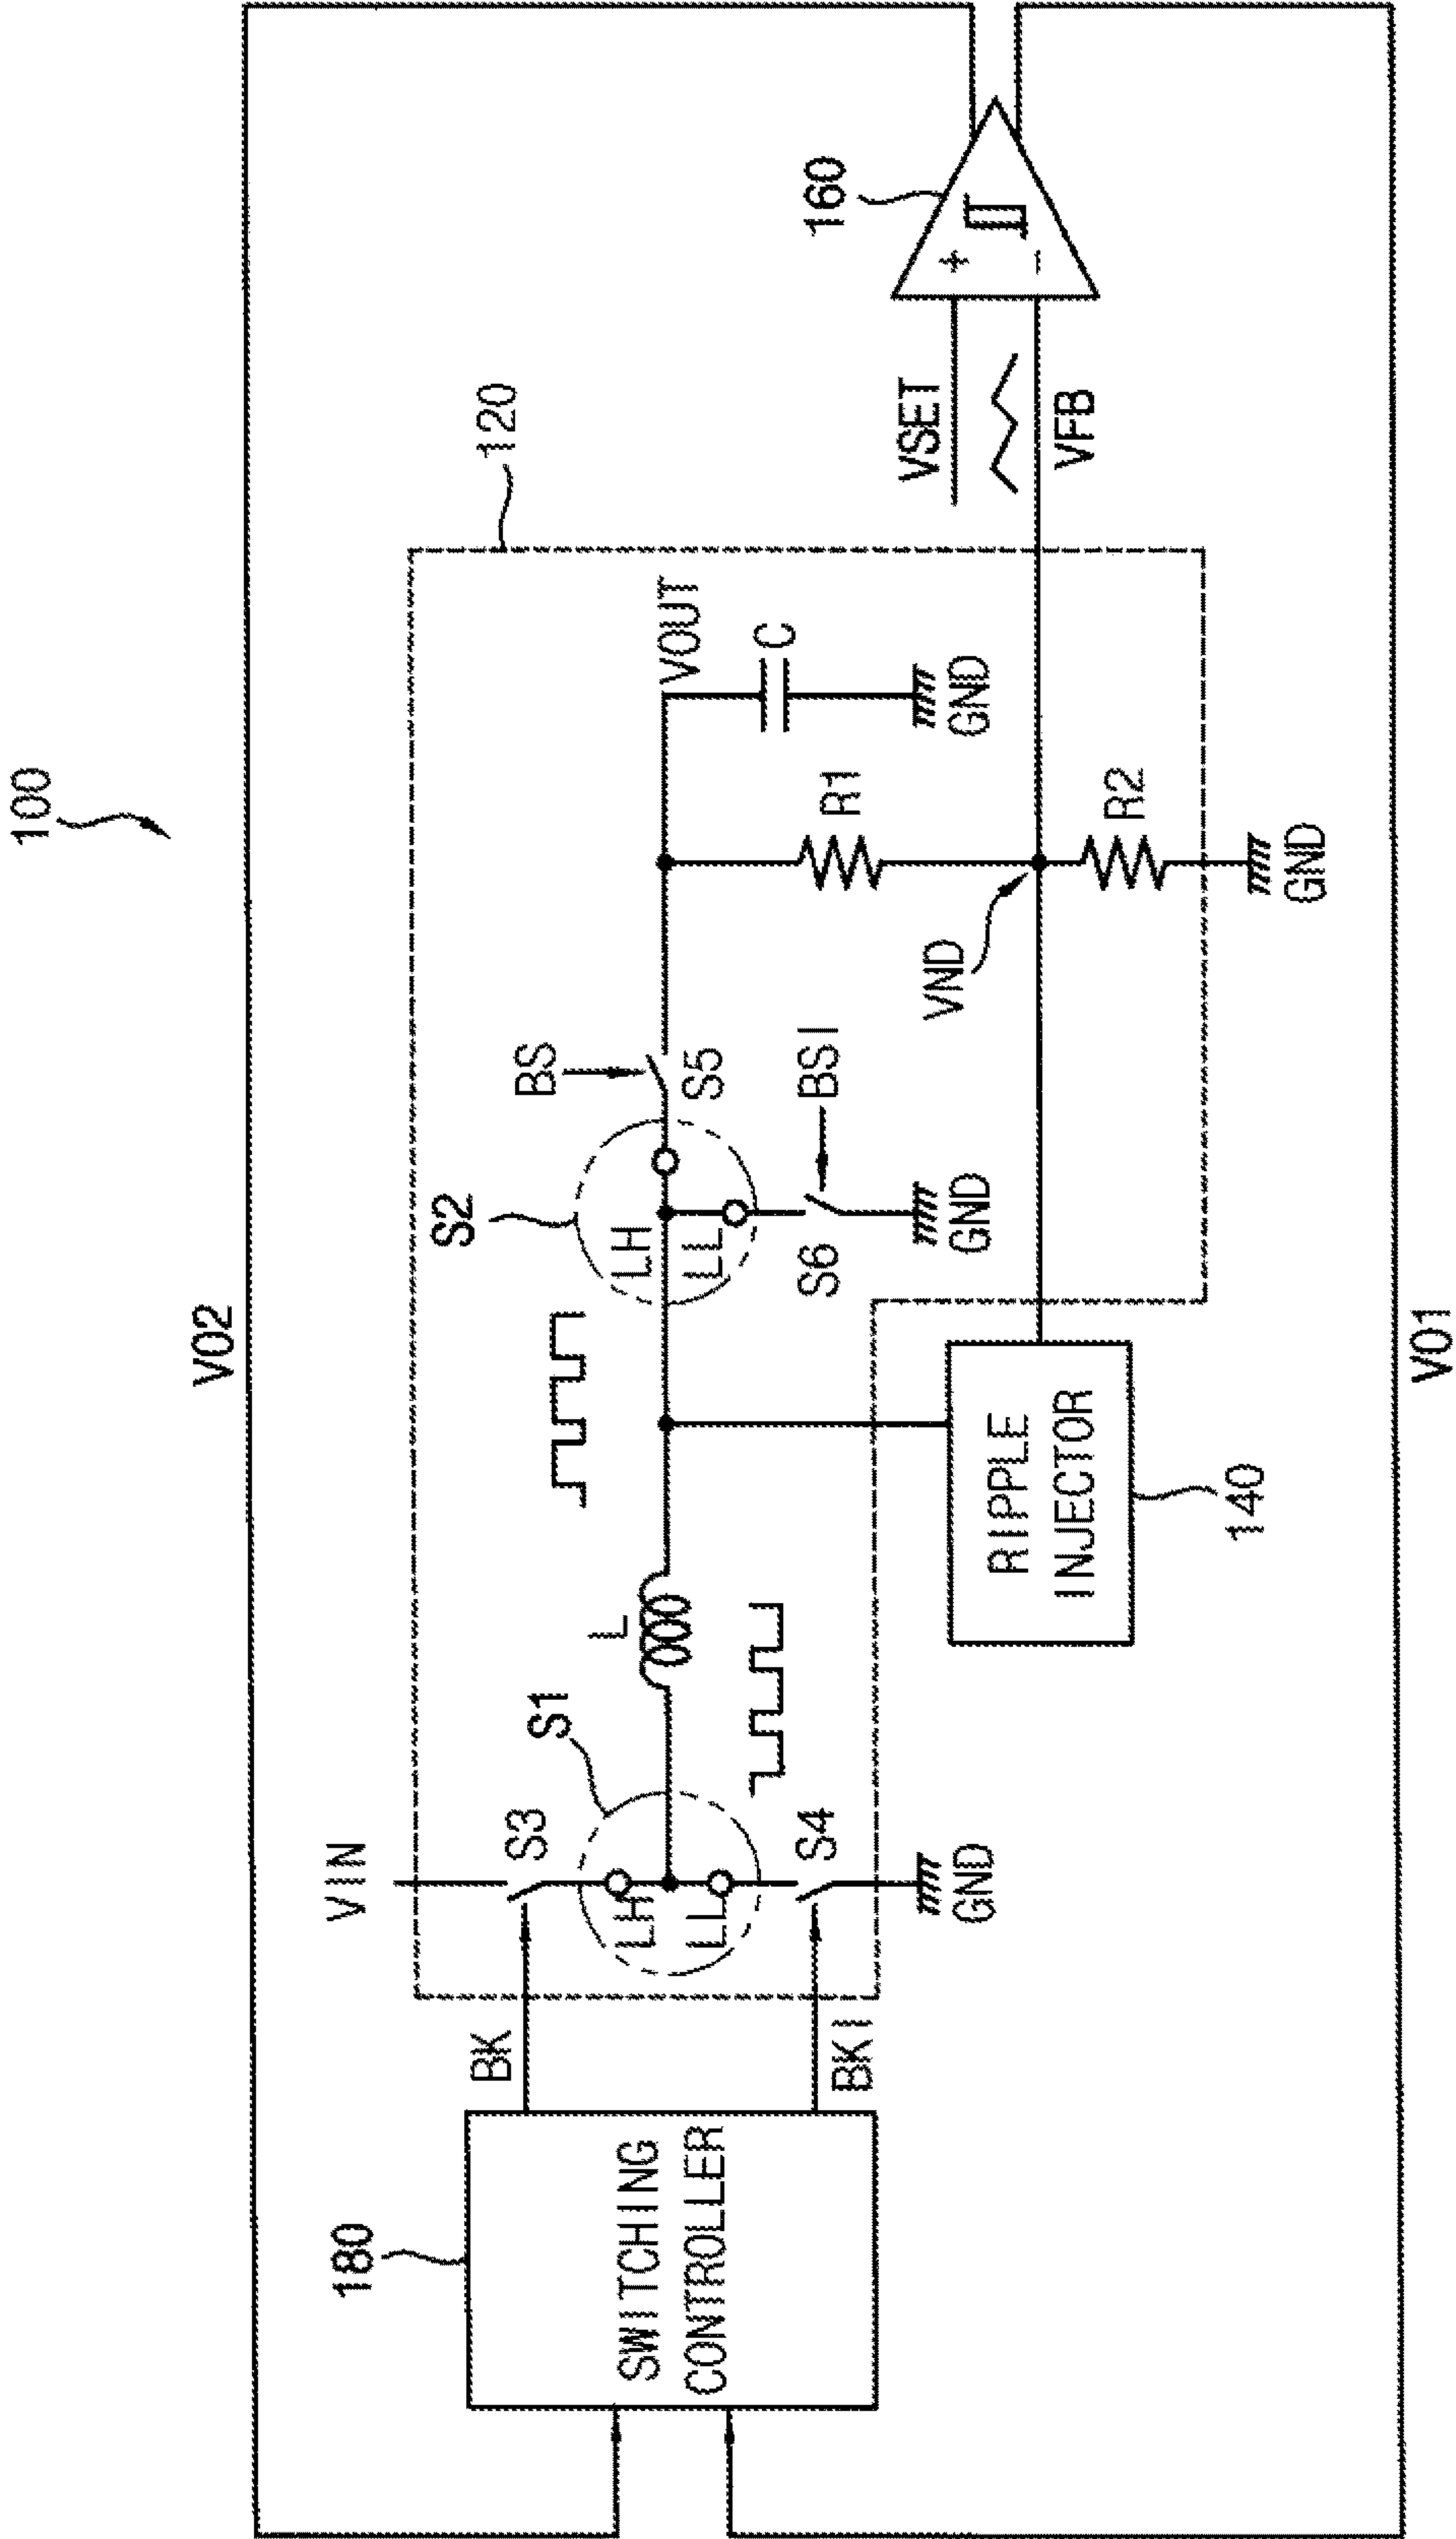 100
V02
120
160
S2
BS
VOUT
S1
S5
C
VIN
S3
L
LH
LL
S6
BSI
GND
R1
GND
VSET
VFB
180
BK
LH
LL
S4
VND
R2
GND
SWITCHING
CONTROLLER
BKI
GND
RIPPLE
INJECTOR
140
GND
V01
+
−